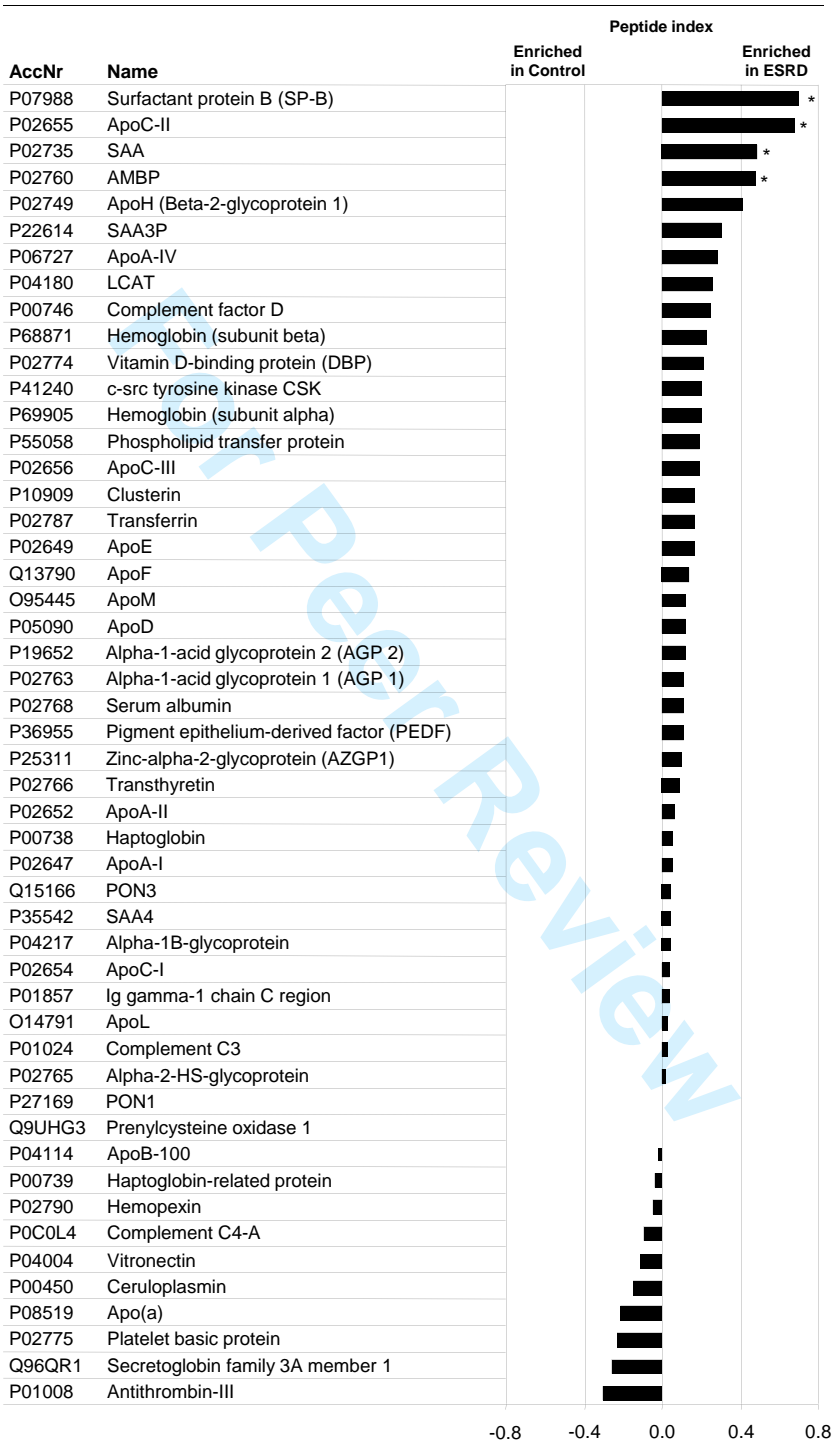 Peptide index
Enriched in Control
Enriched in ESRD
AccNr Name
P07988 Surfactant protein B (SP-B) *
P02655 ApoC-II *
P02735 SAA *
P02760 AMBP *
P02749 ApoH (Beta-2-glycoprotein 1)
P22614 SAA3P
P06727 ApoA-IV
P04180 LCAT
P00746 Complement factor D
P68871 Hemoglobin (subunit beta)
P02774 Vitamin D-binding protein (DBP)
P41240 c-src tyrosine kinase CSK
P69905 Hemoglobin (subunit alpha)
P55058 Phospholipid transfer protein
P02656 ApoC-III
P10909 Clusterin
P02787 Transferrin
P02649 ApoE
Q13790 ApoF
O95445 ApoM
P05090 ApoD
P19652 Alpha-1-acid glycoprotein 2 (AGP 2)
P02763 Alpha-1-acid glycoprotein 1 (AGP 1)
P02768 Serum albumin
P36955 Pigment epithelium-derived factor (PEDF)
P25311 Zinc-alpha-2-glycoprotein (AZGP1)
P02766 Transthyretin
P02652 ApoA-II
P00738 Haptoglobin
P02647 ApoA-I
Q15166 PON3
P35542 SAA4
P04217 Alpha-1B-glycoprotein
P02654 ApoC-I
P01857 Ig gamma-1 chain C region
O14791 ApoL
P01024 Complement C3
P02765 Alpha-2-HS-glycoprotein
P27169 PON1
Q9UHG3 Prenylcysteine oxidase 1
P04114 ApoB-100
P00739 Haptoglobin-related protein
P02790 Hemopexin
P0C0L4 Complement C4-A
P04004 Vitronectin
P00450 Ceruloplasmin
P08519 Apo(a)
P02775 Platelet basic protein
Q96QR1 Secretoglobin family 3A member 1
P01008 Antithrombin-III
-0.8 -0.4 0.0 0.4 0.8
For Peer Review